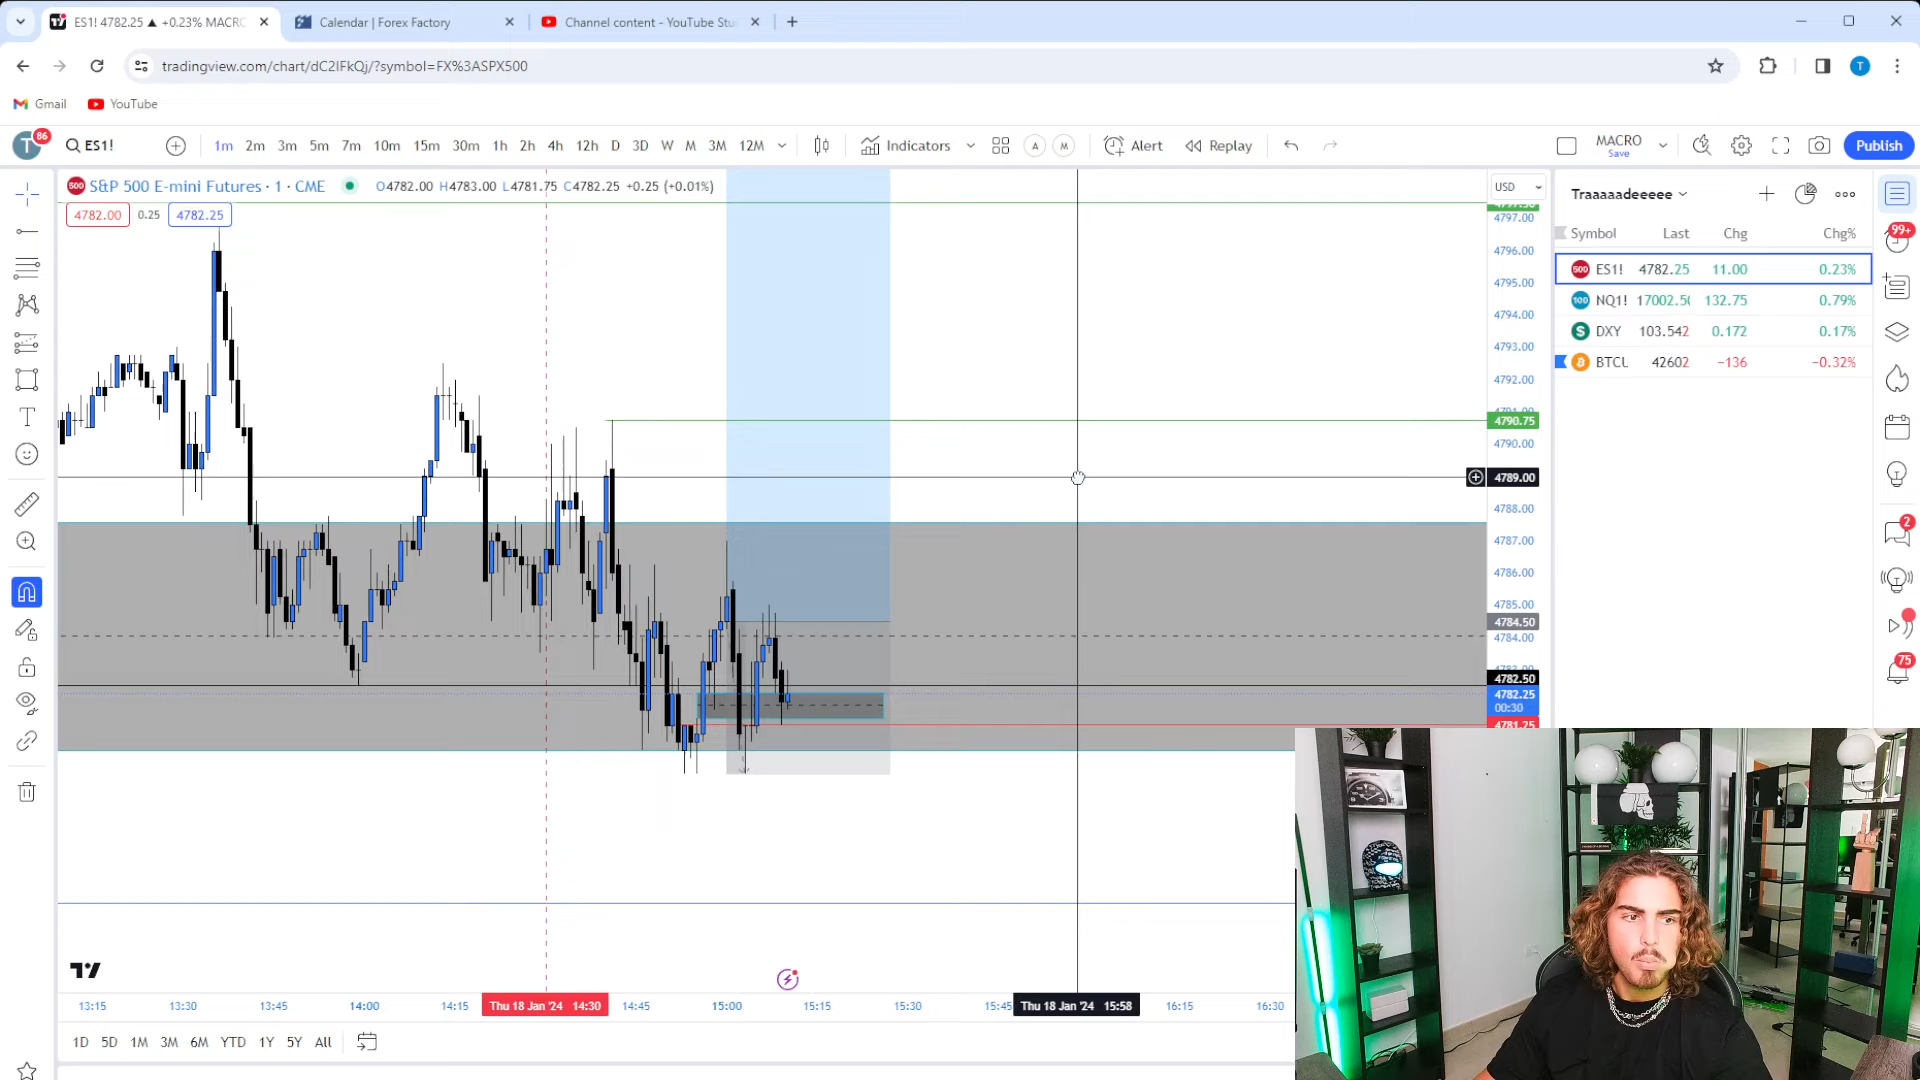 ES1! 4782.25 ▲ +0.23% MACRO
Calendar | Forex Factory
Channel content - YouTube Stu
tradingview.com/chart/dC2IFkQj/?symbol=FX%3ASPX500
T
Gmail
YouTube
T
86
ES1!
1m 2m 3m 5m 7m 10m 15m 30m 1h 2h 4h 12h D 3D W M 3M 12M
Indicators
A
M
Alert
Replay
MACRO
Save
Publish
500
S&P 500 E-mini Futures · 1 · CME
O4782.00 H4783.00 L4781.75 C4782.25 +0.25 (+0.01%)
4782.00
0.25
4782.25
USD
4797.00
4796.00
4795.00
4794.00
4793.00
4792.00
4790.75
4790.00
4789.00
4788.00
4787.00
4786.00
4785.00
4784.50
4784.00
4782.50
4782.25
00:30
4781.25
Traaaaadeeeee
Symbol Last Chg Chg%
500 ES1! 4782.25 11.00 0.23%
100 NQ1! 17002.50 132.75 0.79%
$ DXY 103.542 0.172 0.17%
BTCU 42602 −136 −0.32%
99+
2
75
13:15 13:30 13:45 14:00 14:15 Thu 18 Jan '24 14:30 14:45 15:00 15:15 15:30 15:45 Thu 18 Jan '24 15:58 16:15 16:30
1D 5D 1M 3M 6M YTD 1Y 5Y All